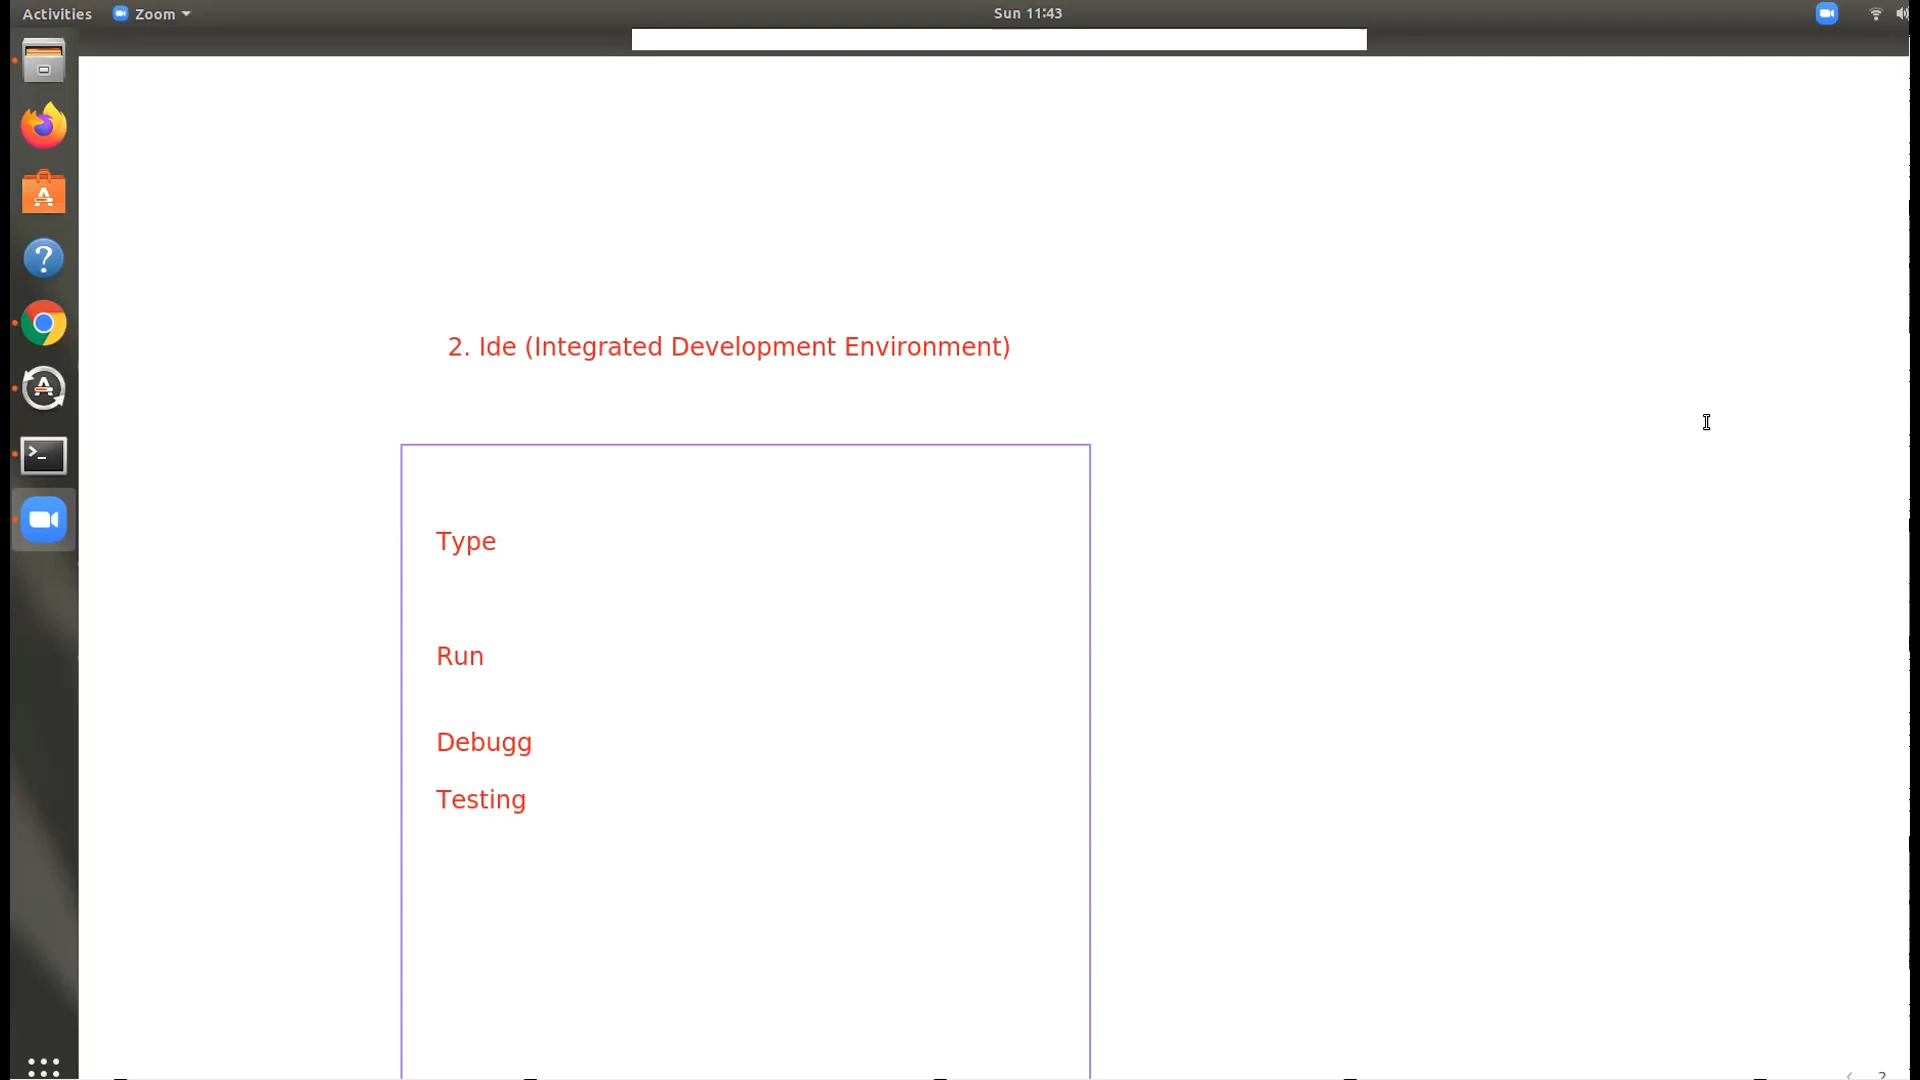 Activities Zoom Sun 11:43
2. Ide (Integrated Development Environment)
Type
Run
Debugg
Testing